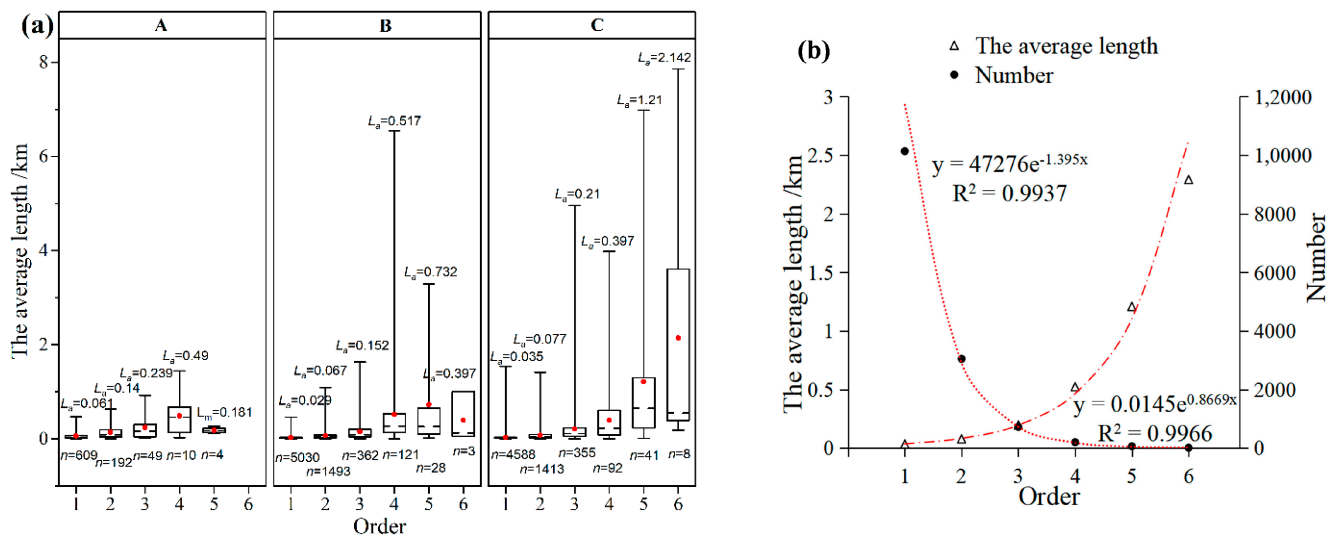 (a)
A B C
The average length /km
8
6
4
2
0
Lₐ=0.061
Lₐ=0.14
Lₐ=0.239
Lₐ=0.49
Lₘ=0.181
n=609
n=192
n=49
n=10
n=4
Lₐ=0.029
Lₐ=0.067
Lₐ=0.152
Lₐ=0.517
Lₐ=0.732
Lₐ=0.397
n=5030
n=1493
n=362
n=121
n=28
n=3
Lₐ=0.035
Lₐ=0.077
Lₐ=0.21
Lₐ=0.397
Lₐ=1.21
Lₐ=2.142
n=4588
n=1413
n=355
n=92
n=41
n=8
1 2 3 4 5 6 1 2 3 4 5 6 1 2 3 4 5 6
Order
(b)
The average length
Number
The average length /km
3
2.5
2
1.5
1
0.5
0
y = 47276e^-1.395x
R² = 0.9937
y = 0.0145e^0.8669x
R² = 0.9966
1,2000
1,0000
8000
6000
4000
2000
0
Number
1 2 3 4 5 6
Order